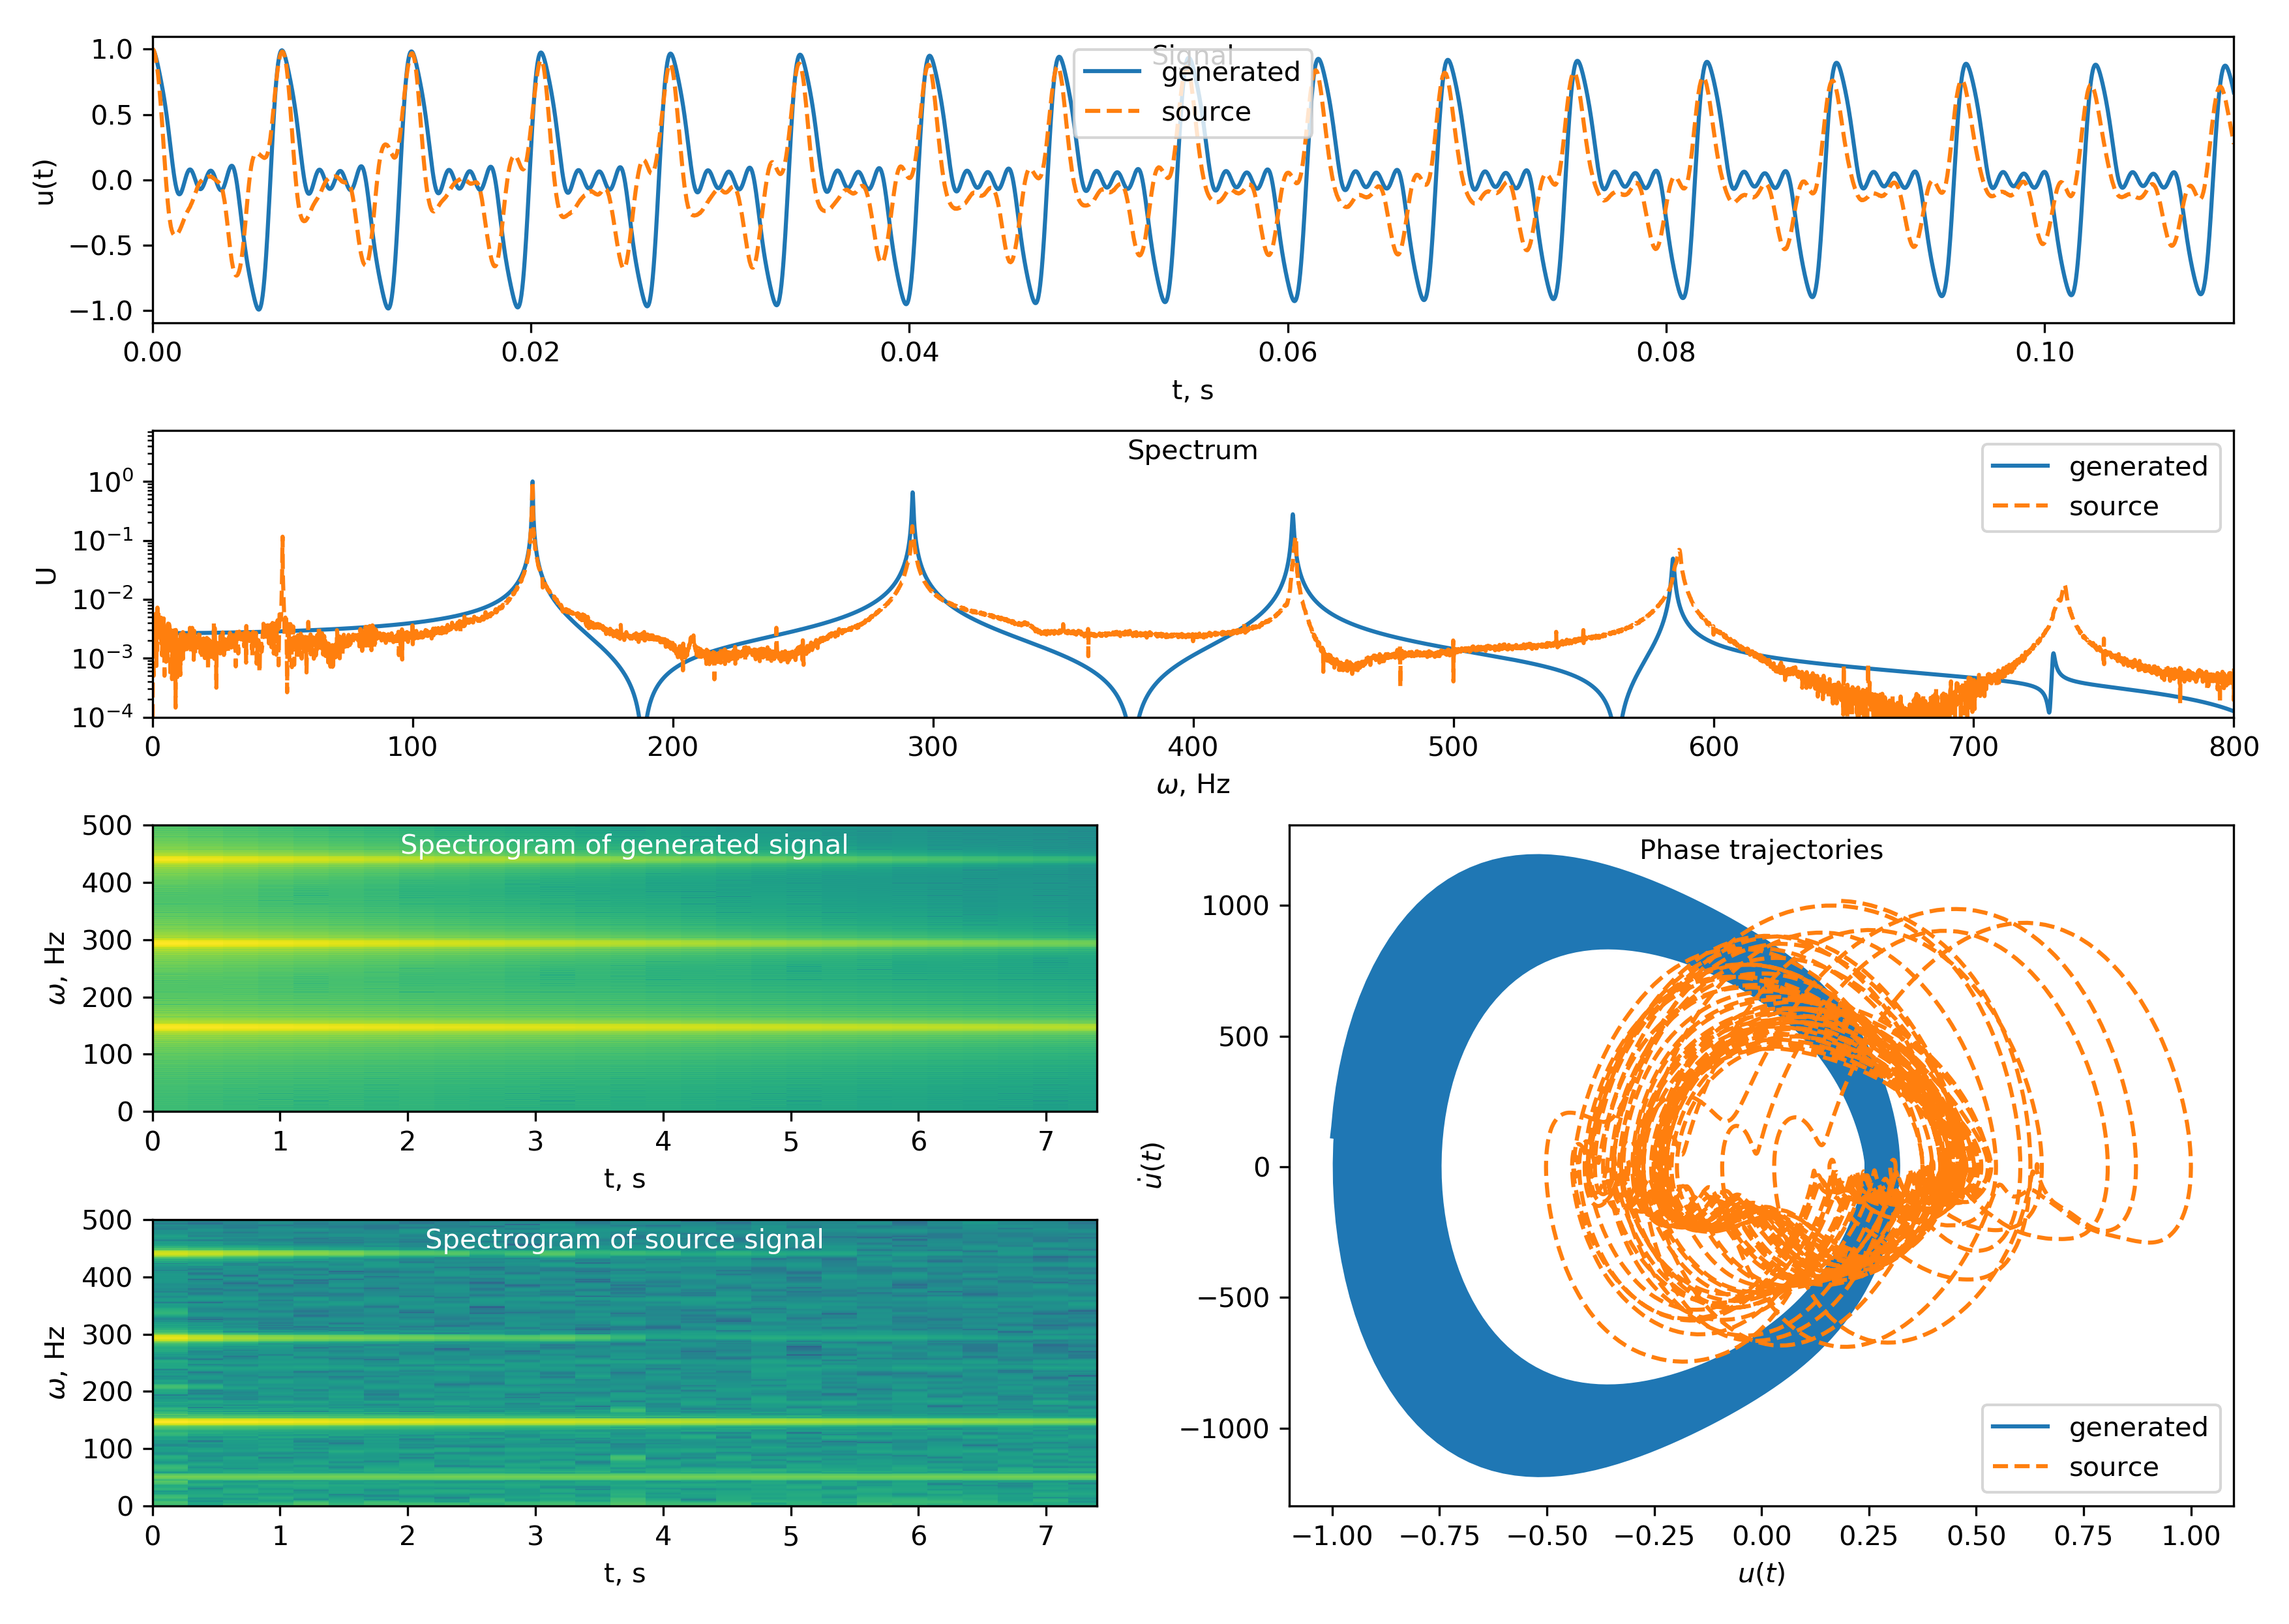 Signal
generated
source
1.0
0.5
0.0
−0.5
−1.0
u(t)
0.00 0.02 0.04 0.06 0.08 0.10
t, s
Spectrum
generated
source
10⁰
10⁻¹
10⁻²
10⁻³
10⁻⁴
U
0 100 200 300 400 500 600 700 800
ω, Hz
Spectrogram of generated signal
500
400
300
200
100
0
ω, Hz
0 1 2 3 4 5 6 7
t, s
Spectrogram of source signal
500
400
300
200
100
0
ω, Hz
0 1 2 3 4 5 6 7
t, s
Phase trajectories
1000
500
0
−500
−1000
u̇(t)
generated
source
−1.00 −0.75 −0.50 −0.25 0.00 0.25 0.50 0.75 1.00
u(t)